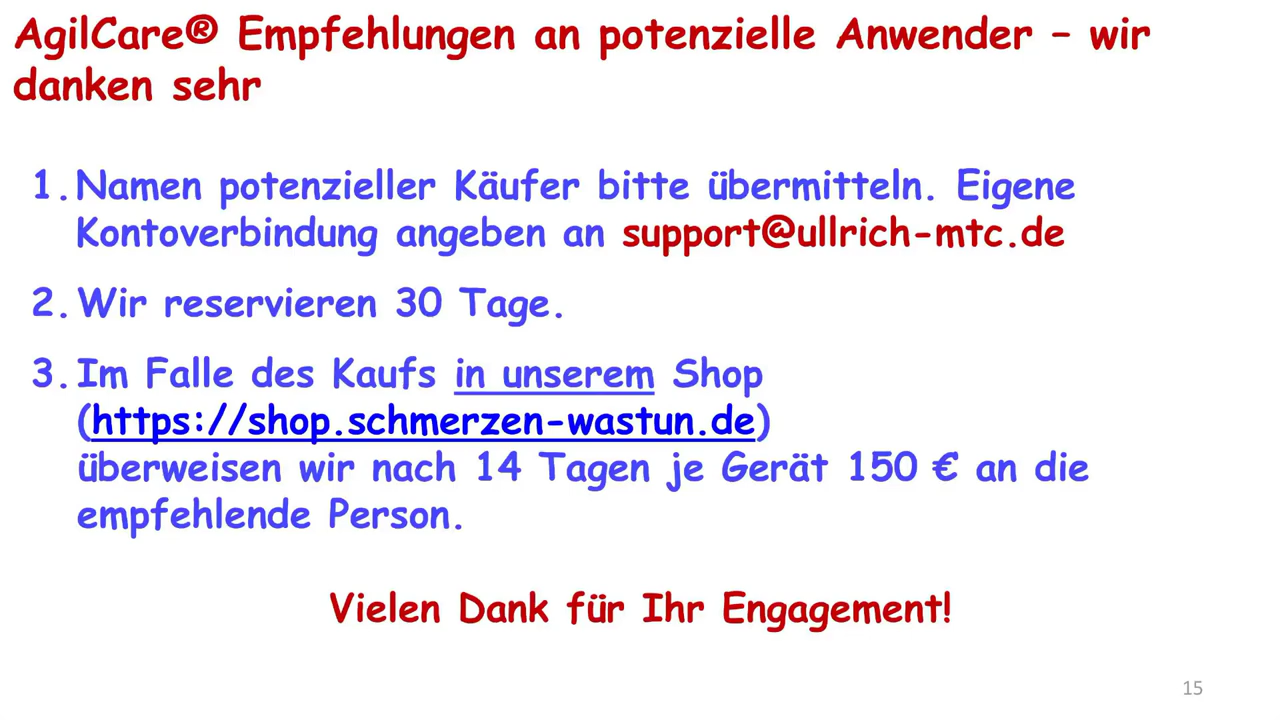 AgilCare® Empfehlungen an potenzielle Anwender – wir
danken sehr
1. Namen potenzieller Käufer bitte übermitteln. Eigene
Kontoverbindung angeben an support@ullrich-mtc.de
2. Wir reservieren 30 Tage.
3. Im Falle des Kaufs in unserem Shop
(https://shop.schmerzen-wastun.de)
überweisen wir nach 14 Tagen je Gerät 150 € an die
empfehlende Person.
Vielen Dank für Ihr Engagement!
15